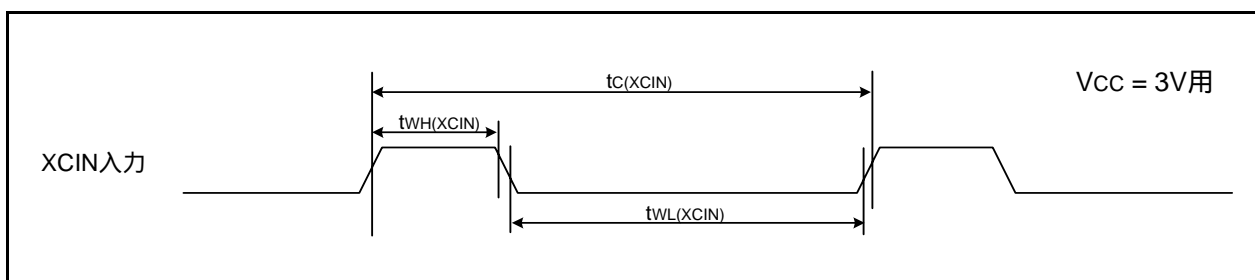 tC(XCIN)
VCC = 3V用
tWH(XCIN)
XCIN入力
tWL(XCIN)